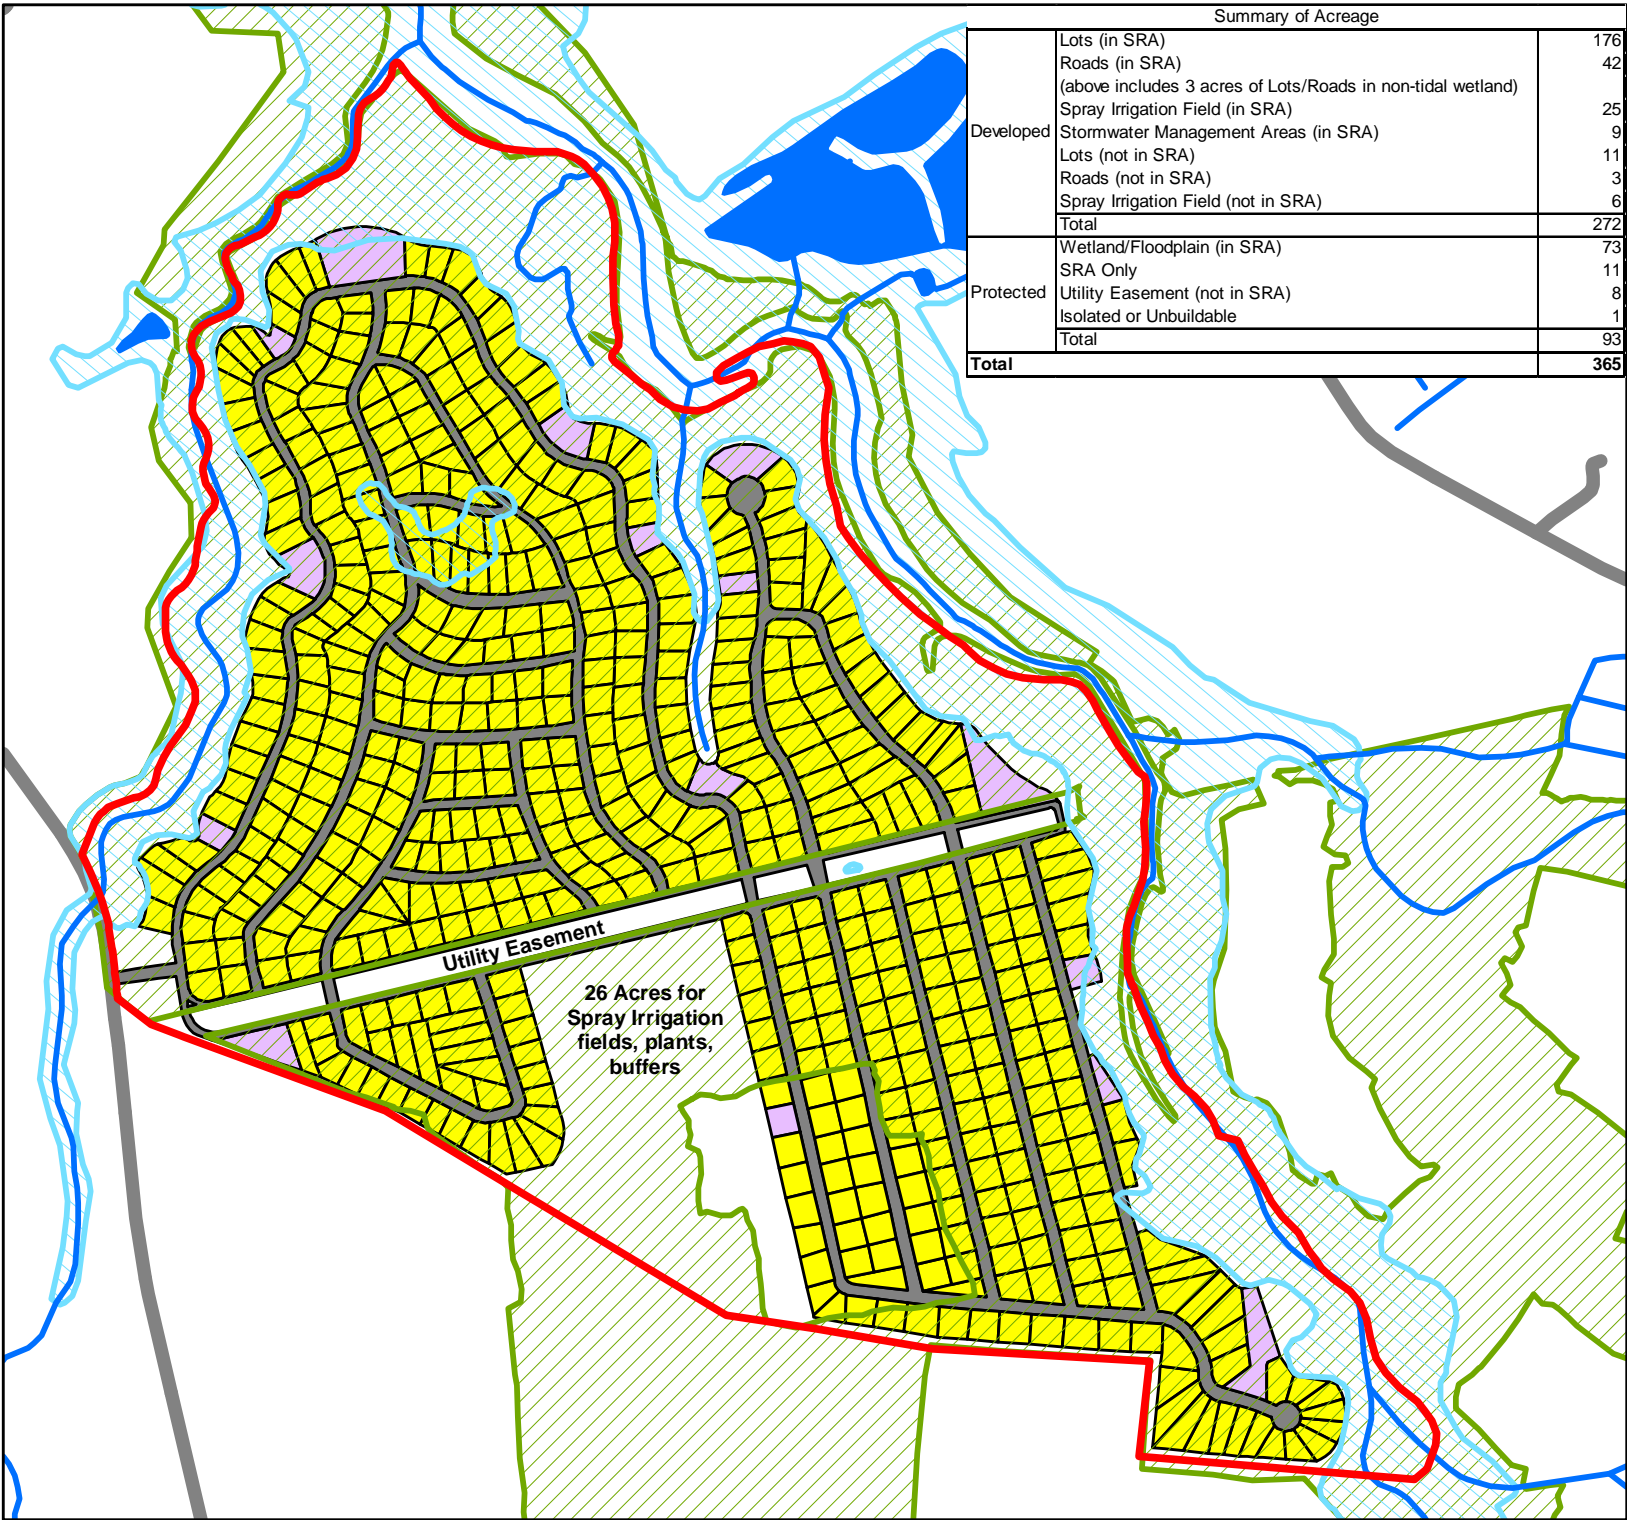 Summary of Acreage
Developed
Lots (in SRA) 176
Roads (in SRA) 42
(above includes 3 acres of Lots/Roads in non-tidal wetland)
Spray Irrigation Field (in SRA) 25
Stormwater Management Areas (in SRA) 9
Lots (not in SRA) 11
Roads (not in SRA) 3
Spray Irrigation Field (not in SRA) 6
Total 272
Protected
Wetland/Floodplain (in SRA) 73
SRA Only 11
Utility Easement (not in SRA) 8
Isolated or Unbuildable 1
Total 93
Total 365
Utility Easement
26 Acres for
Spray Irrigation
fields, plants,
buffers